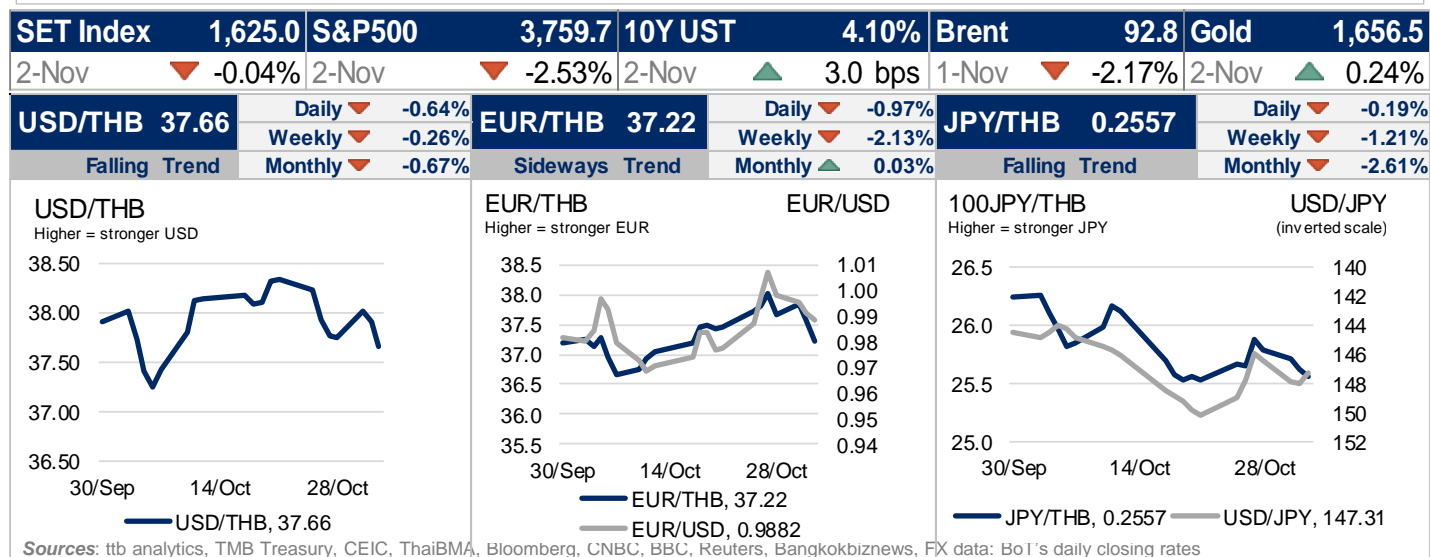 SET Index 1,625.0 S&P500 3,759.7 10Y UST 4.10% Brent 92.8 Gold 1,656.5
2-Nov -0.04% 2-Nov -2.53% 2-Nov 3.0 bps 1-Nov -2.17% 2-Nov 0.24%
USD/THB 37.66
Daily -0.64%
Weekly -0.26%
Falling Trend Monthly -0.67%
EUR/THB 37.22
Daily -0.97%
Weekly -2.13%
Sideways Trend Monthly 0.03%
JPY/THB 0.2557
Daily -0.19%
Weekly -1.21%
Falling Trend Monthly -2.61%
USD/THB
Higher = stronger USD
38.50
38.00
37.50
37.00
36.50
30/Sep 14/Oct 28/Oct
USD/THB, 37.66
EUR/THB EUR/USD
Higher = stronger EUR
38.5 1.01
38.0 1.00
37.5 0.99
37.0 0.98
36.5 0.97
36.0 0.96
35.5 0.95
0.94
30/Sep 14/Oct 28/Oct
EUR/THB, 37.22
EUR/USD, 0.9882
100JPY/THB USD/JPY
Higher = stronger JPY (inverted scale)
26.5 140
142
26.0 144
146
25.5 148
150
25.0 152
30/Sep 14/Oct 28/Oct
JPY/THB, 0.2557 USD/JPY, 147.31
Sources: ttb analytics, TMB Treasury, CEIC, ThaiBMA, Bloomberg, CNBC, BBC, Reuters, Bangkokbiznews, FX data: BoT's daily closing rates